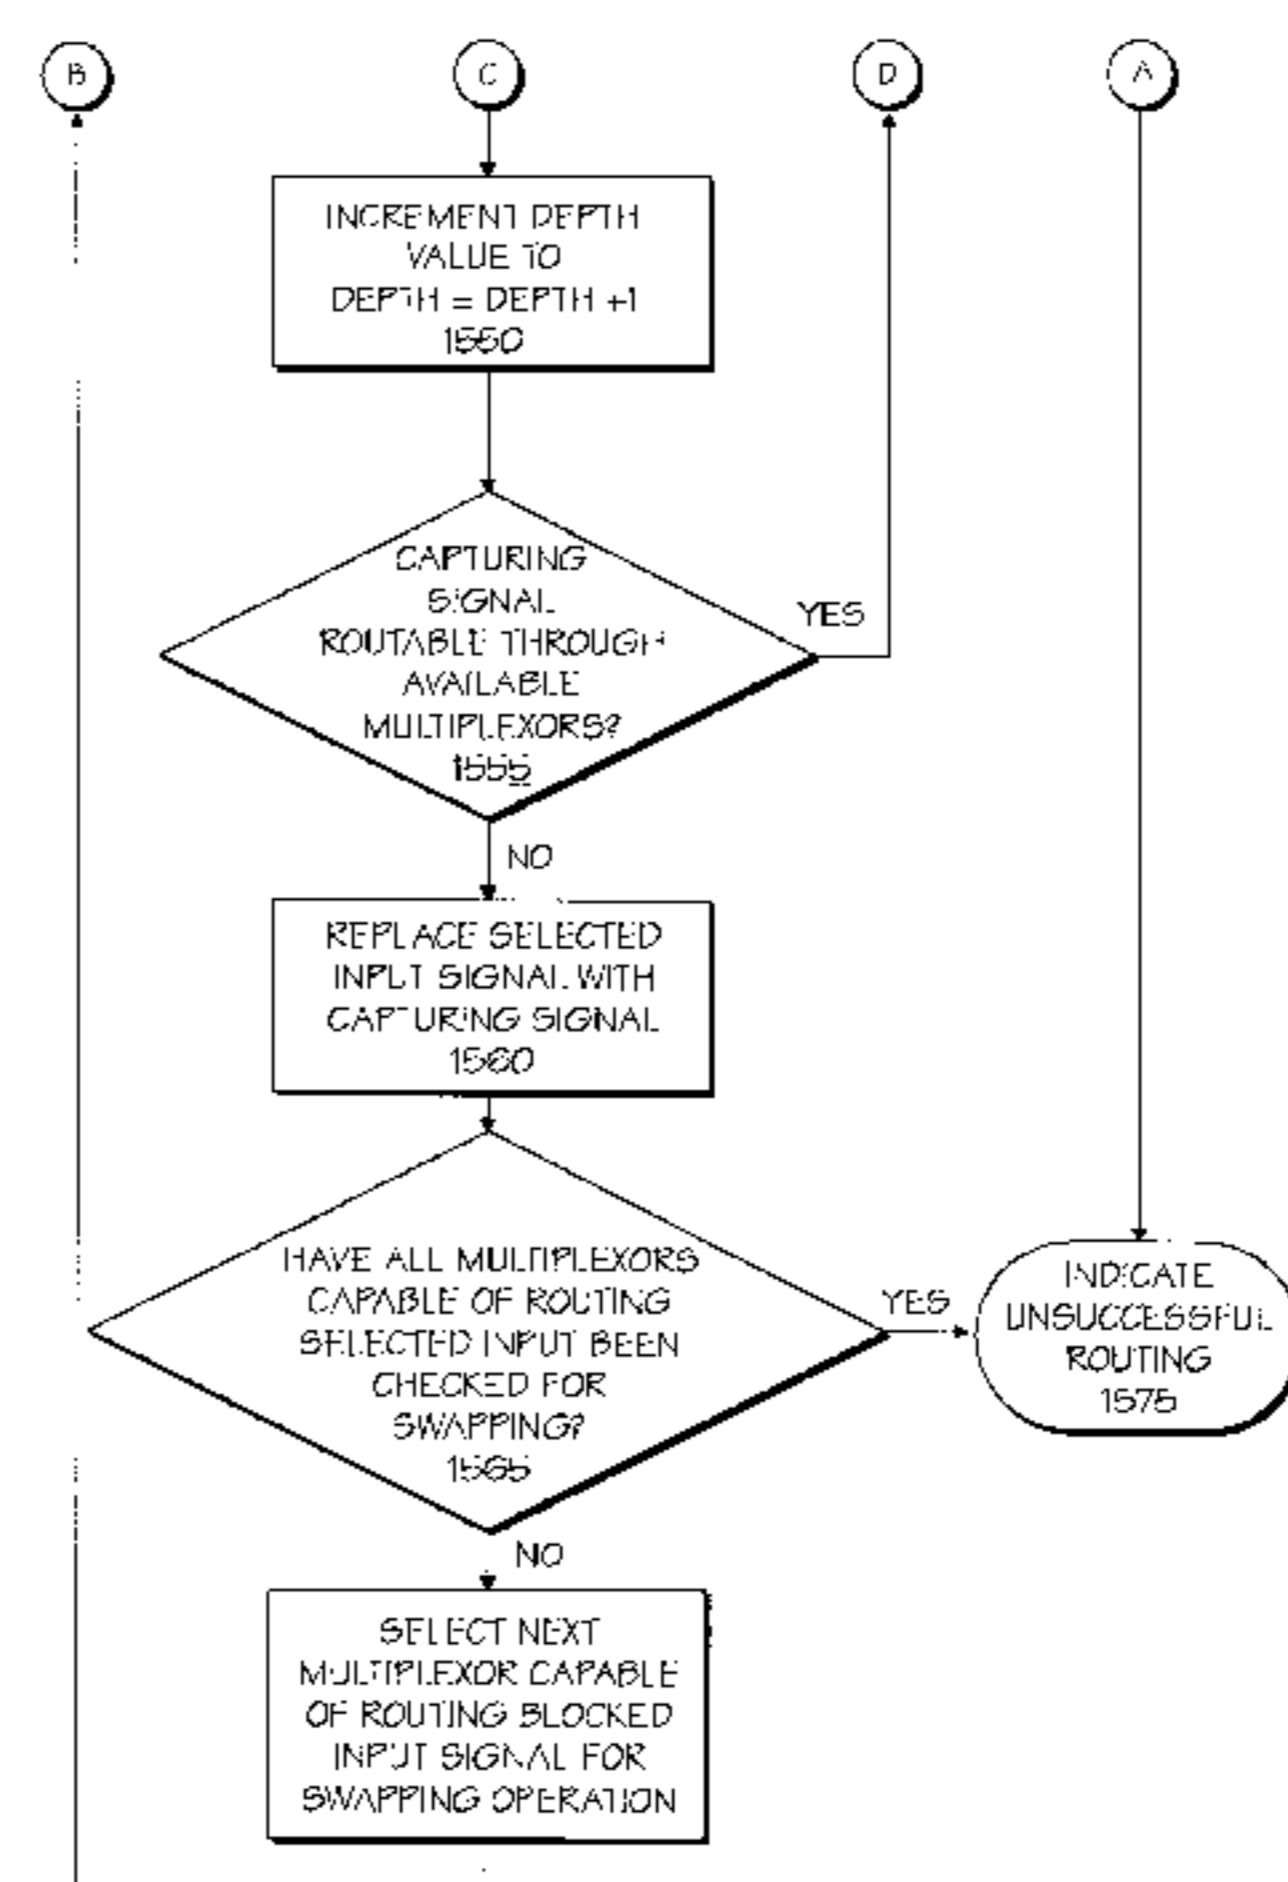 B
C
D
A
INCREMENT DEPTH
VALUE TO
DEPTH = DEPTH +1
1550
CAPTURING
SIGNAL
ROUTABLE THROUGH
AVAILABLE
MULTIPLEXORS?
1555
YES
NO
REPLACE SELECTED
INPUT SIGNAL WITH
CAPTURING SIGNAL
1560
HAVE ALL MULTIPLEXORS
CAPABLE OF ROUTING
SELECTED INPUT BEEN
CHECKED FOR
SWAPPING?
1565
YES
INDICATE
UNSUCCESSFUL
ROUTING
1575
NO
SELECT NEXT
MULTIPLEXOR CAPABLE
OF ROUTING BLOCKED
INPUT SIGNAL FOR
SWAPPING OPERATION